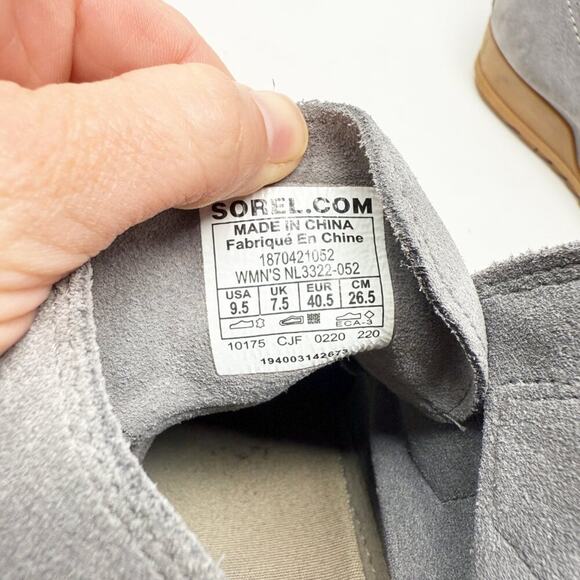 SOREL.COM
MADE IN CHINA
Fabriqué En Chine
1870421052
WMN'S NL3322-052
USA UK EUR CM
9.5 7.5 40.5 26.5
ECA-3
10175 CJF 0220 220
194003142673